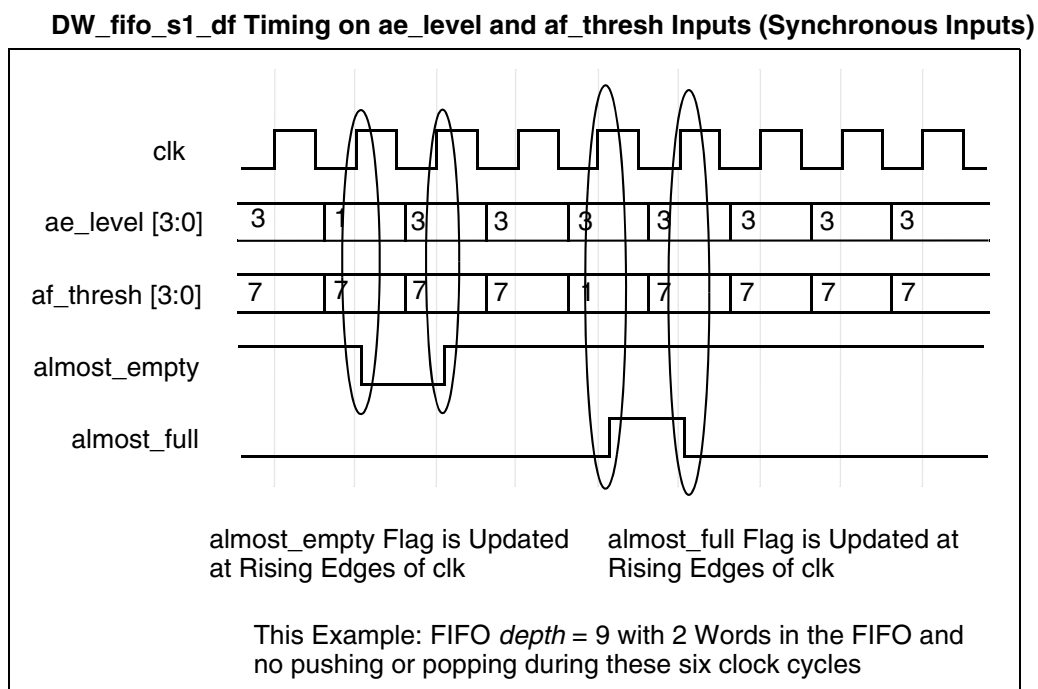 DW_fifo_s1_df Timing on ae_level and af_thresh Inputs (Synchronous Inputs)
clk
ae_level [3:0] 3 1 3 3 3 3 3 3 3
af_thresh [3:0] 7 7 7 7 1 7 7 7 7
almost_empty
almost_full
almost_empty Flag is Updated
at Rising Edges of clk
almost_full Flag is Updated at
Rising Edges of clk
This Example: FIFO depth = 9 with 2 Words in the FIFO and
no pushing or popping during these six clock cycles